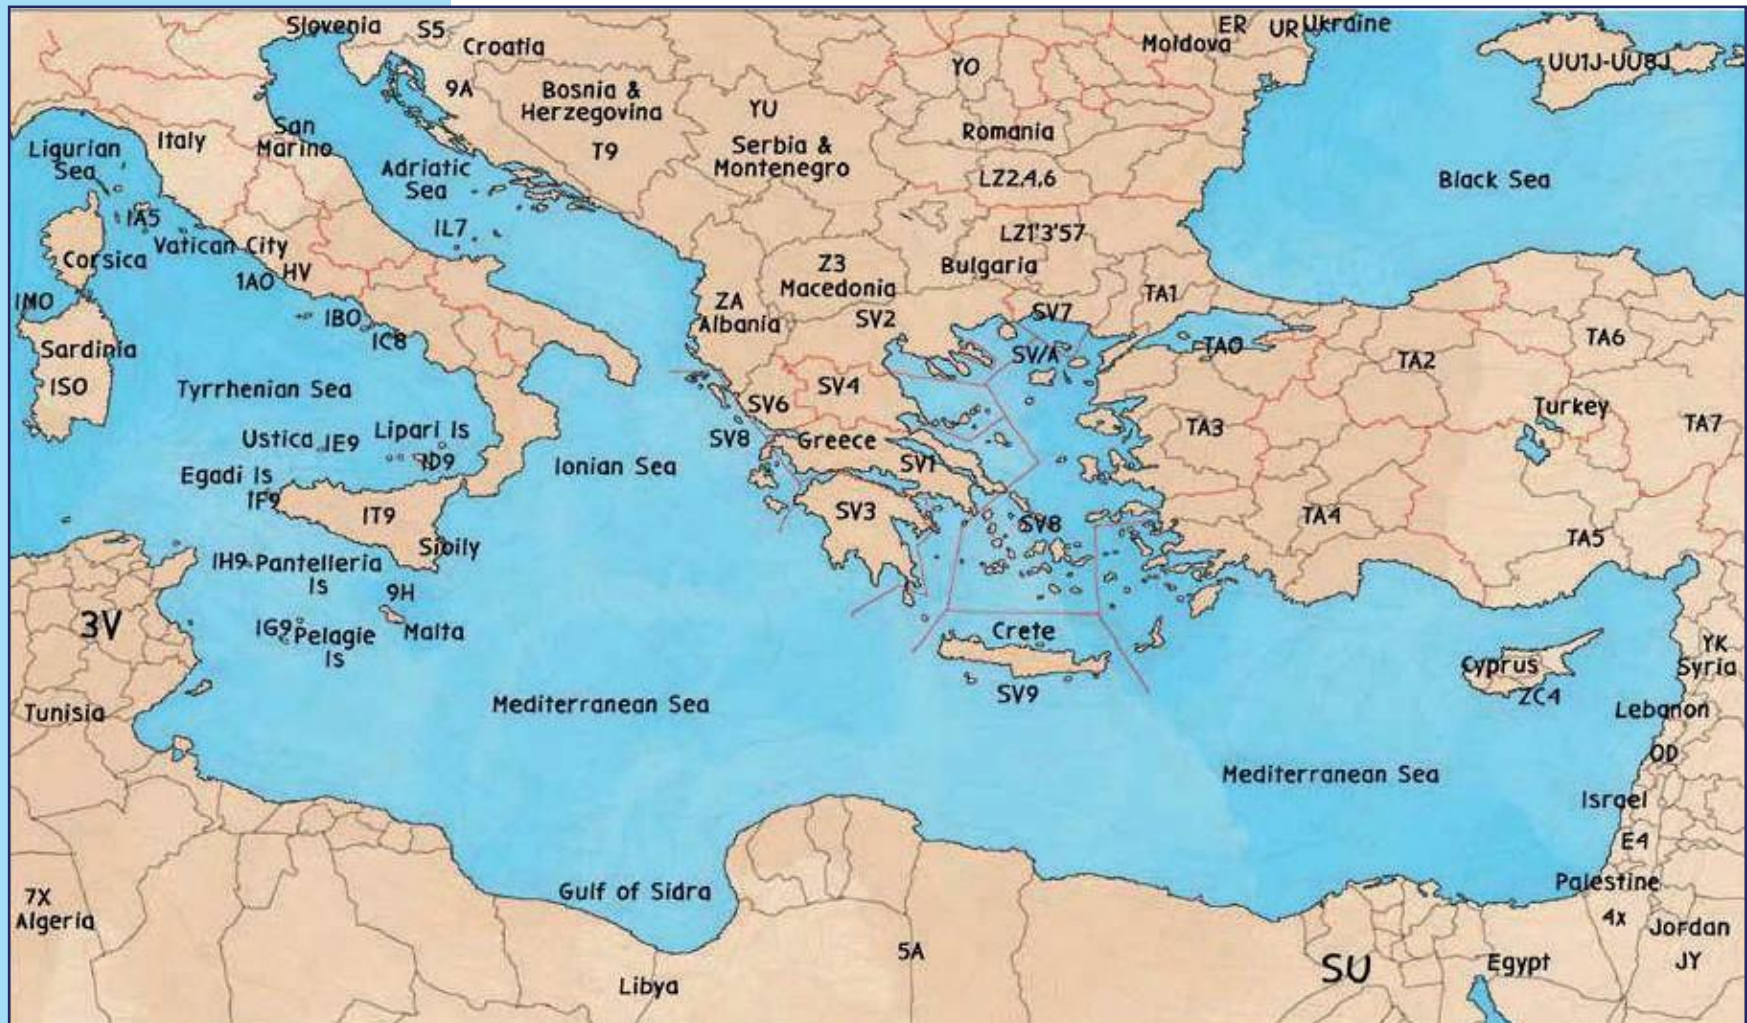 Slovenia
S5
Croatia
ER
UR
Ukraine
Moldova
UU1J-UU8J
YO
9A
Bosnia &
Herzegovina
YU
Romania
San
Marino
Italy
Ligurian
Sea
T9
Serbia &
Montenegro
Adriatic
Sea
LZ2,4,6
Black Sea
IA5
IL7
LZ1'3'57
Vatican City
Corsica
1AO
HV
Z3
Macedonia
Bulgaria
IMO
IBO
ZA
Albania
SV2
SV7
TA1
IC8
Sardinia
ISO
SV/A
TAO
TA2
TA6
Tyrrhenian Sea
SV4
SV6
Turkey
Ustica
IE9
Lipari Is
ID9
SV8
Greece
TA3
TA7
Egadi Is
IF9
Ionian Sea
SV1
IT9
SV3
SV8
TA4
TA5
Sicily
IH9
Pantelleria
Is
9H
3V
IG9
Pelagie
Is
Malta
Crete
YK
Syria
Cyprus
ZC4
SV9
Tunisia
Mediterranean Sea
Lebanon
OD
Mediterranean Sea
Israel
E4
Gulf of Sidra
Palestine
7X
Algeria
4x
Jordan
5A
SU
Egypt
JY
Libya